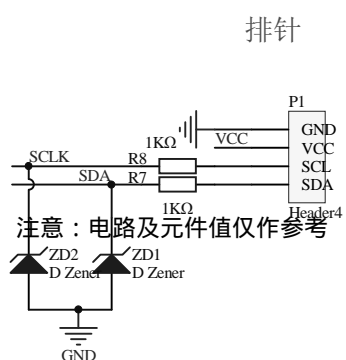 排针
P1
1KΩ
GND
VCC
VCC
SCLK
R8
SCL
SDA
R7
SDA
1KΩ
Header4
注意：电路及元件值仅作参考
ZD2
ZD1
D Zener
D Zener
GND